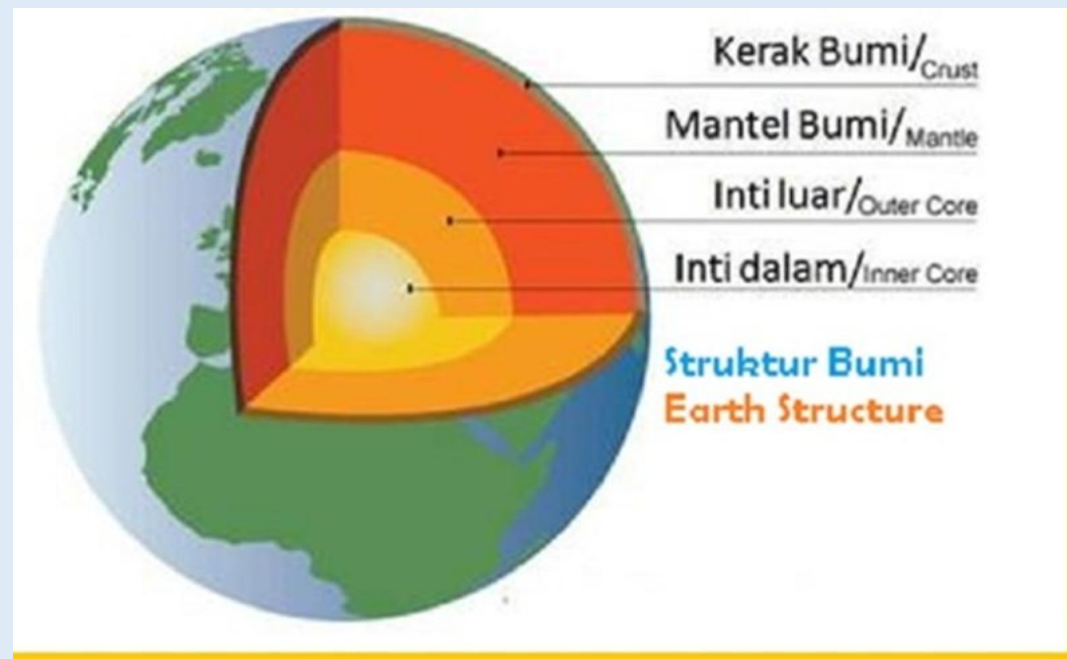 Kerak Bumi/Crust
Mantel Bumi/Mantle
Inti luar/Outer Core
Inti dalam/Inner Core
Struktur Bumi
Earth Structure